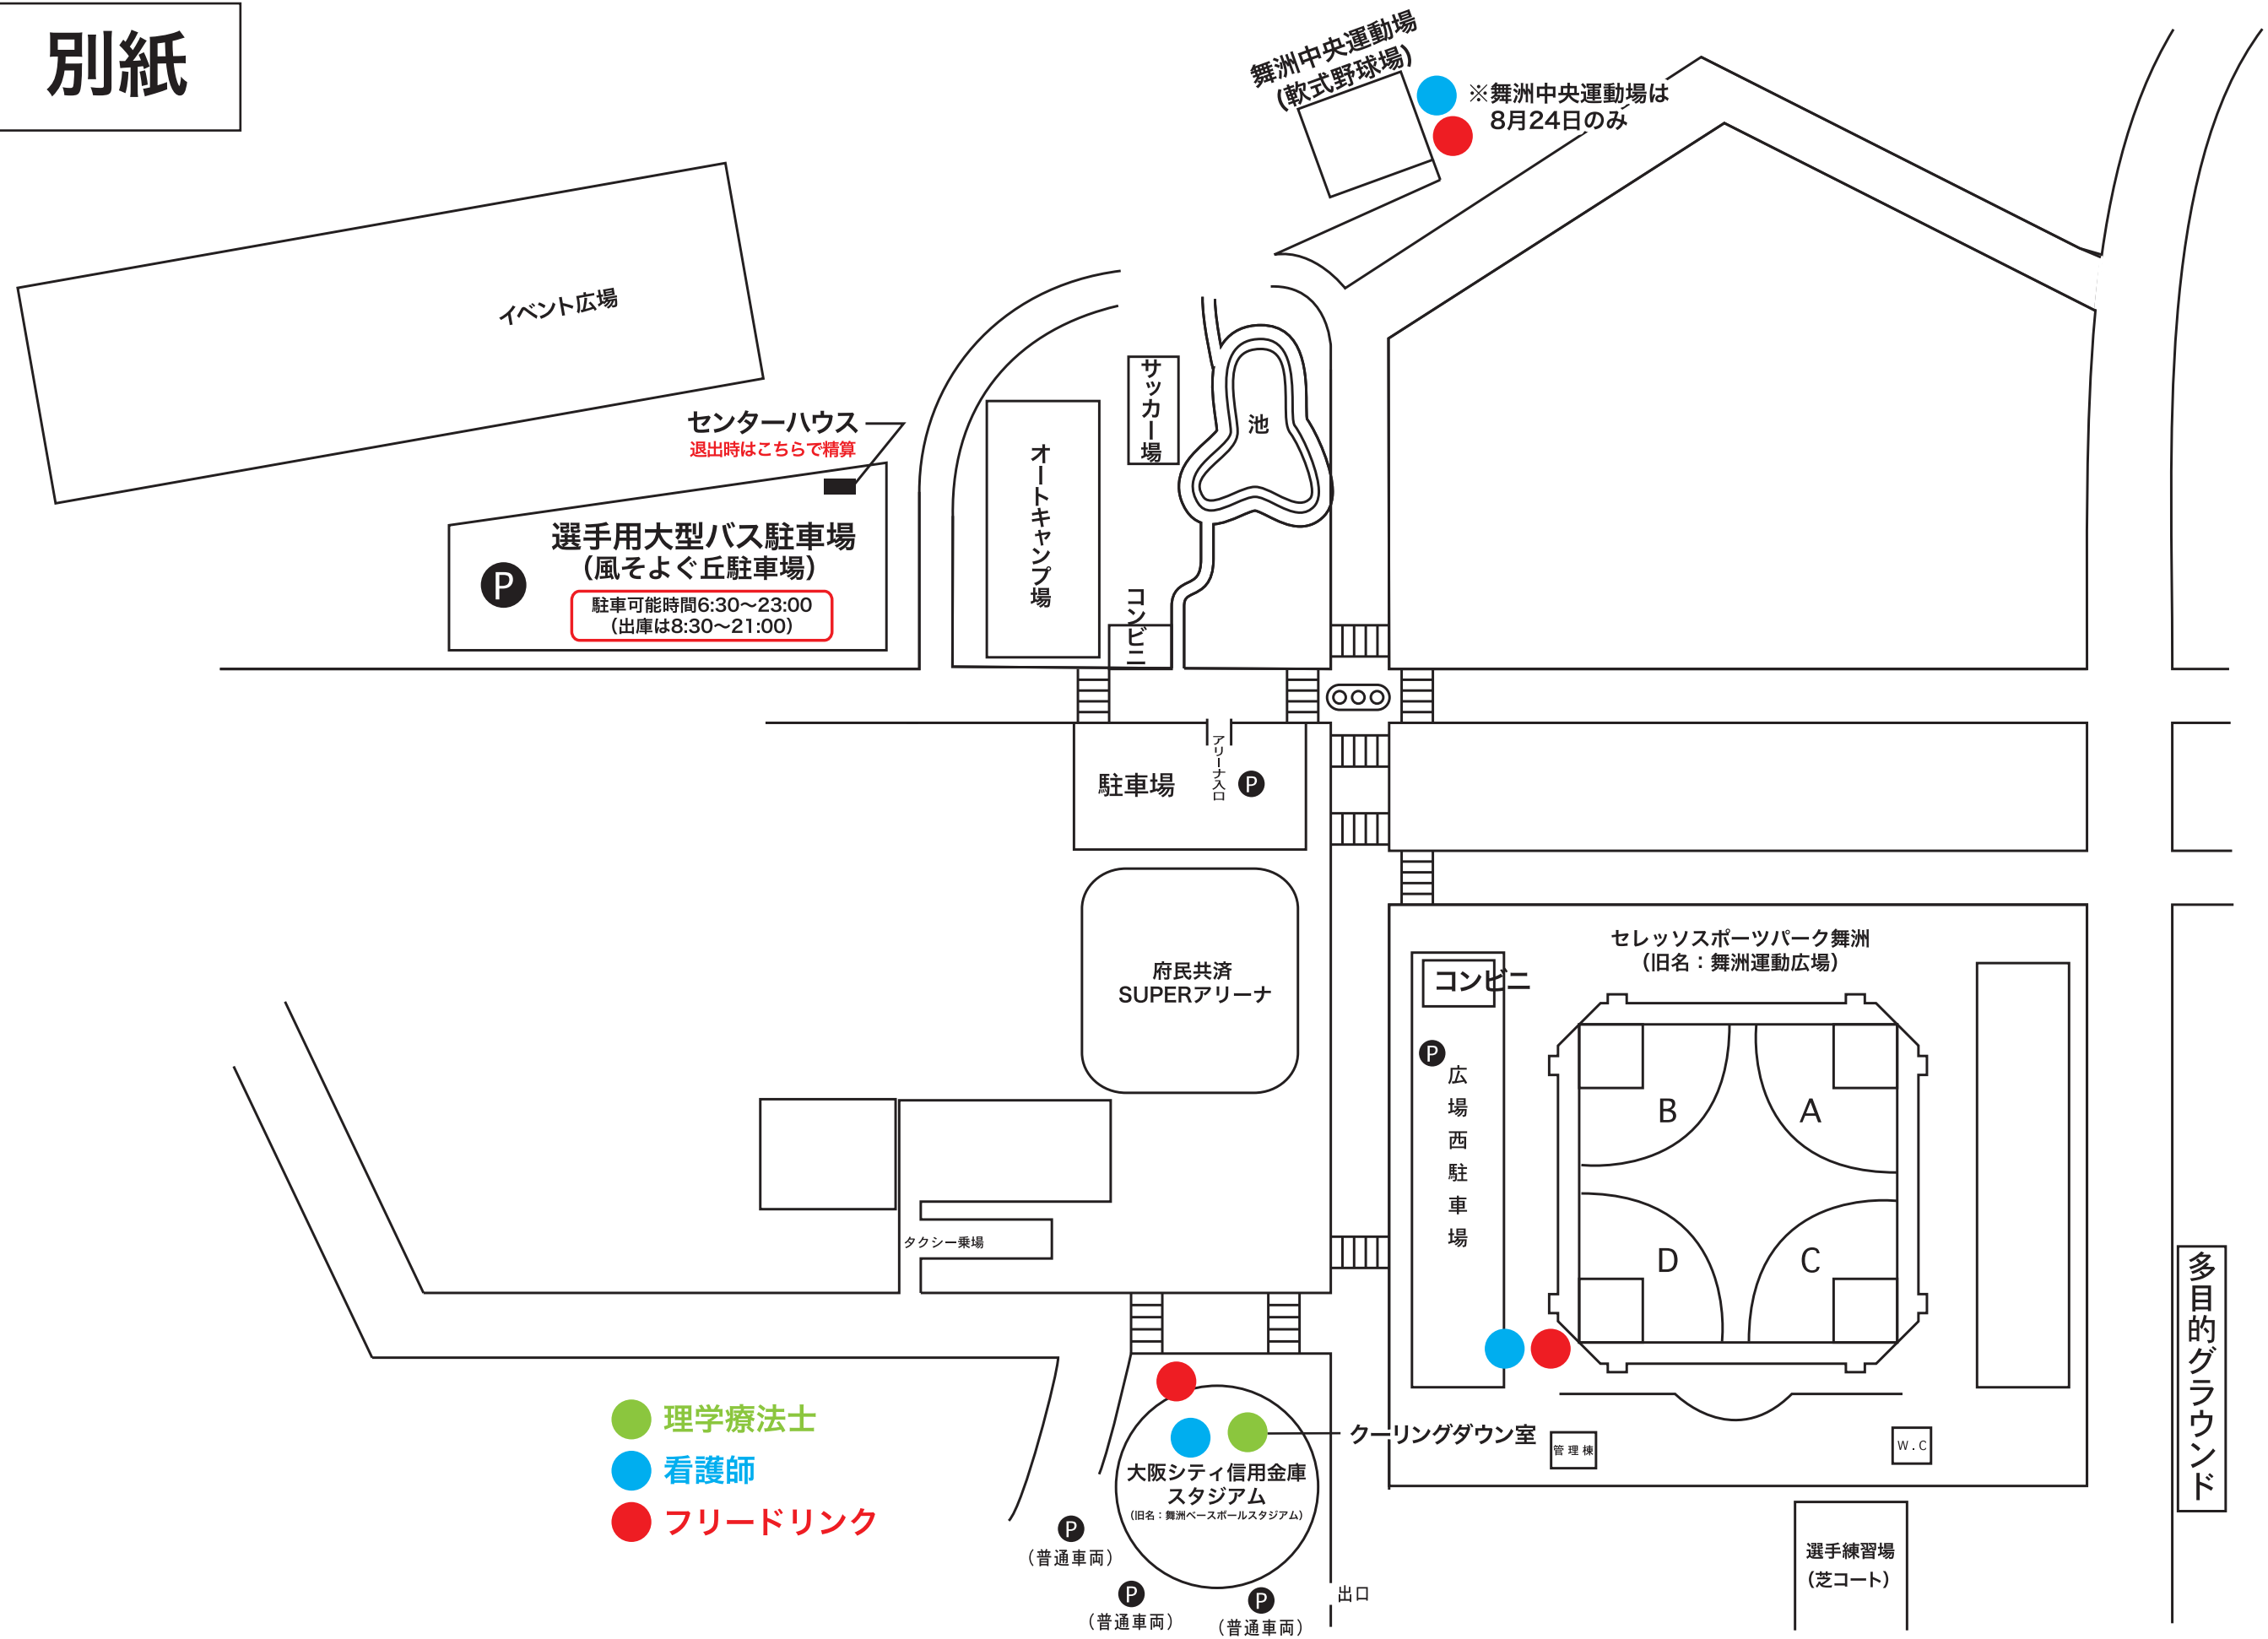 別紙
舞洲中央運動場
(軟式野球場)
※舞洲中央運動場は
8月24日のみ
イベント広場
センターハウス
退出時はこちらで精算
サッカー場
池
オートキャンプ場
選手用大型バス駐車場
(風そよぐ丘駐車場)
P
駐車可能時間6:30〜23:00
(出庫は8:30〜21:00)
コンビニ
駐車場
アリーナ入口
P
府民共済
SUPERアリーナ
セレッソスポーツパーク舞洲
(旧名：舞洲運動広場)
コンビニ
P
広場西駐車場
B
A
D
C
タクシー乗場
多目的グラウンド
理学療法士
看護師
フリードリンク
クーリングダウン室
大阪シティ信用金庫
スタジアム
(旧名：舞洲ベースボールスタジアム)
管理棟
W.C
P
(普通車両)
P
(普通車両)
P
(普通車両)
出口
選手練習場
(芝コート)